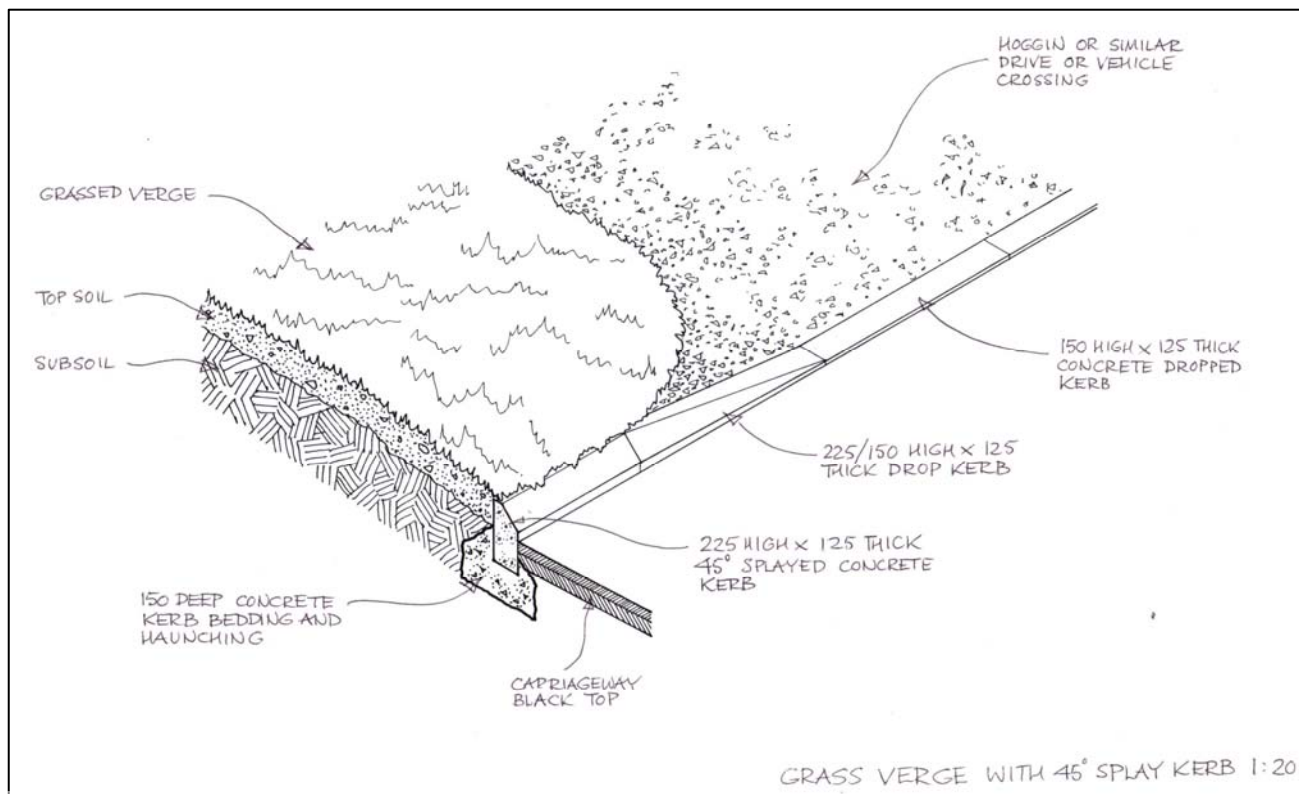 HOGGIN OR SIMILAR
DRIVE OR VEHICLE
CROSSING
GRASSED VERGE
TOP SOIL
SUBSOIL
150 HIGH × 125 THICK
CONCRETE DROPPED
KERB
225/150 HIGH × 125
THICK DROP KERB
225 HIGH × 125 THICK
45° SPLAYED CONCRETE
KERB
150 DEEP CONCRETE
KERB BEDDING AND
HAUNCHING
CARRIAGEWAY
BLACK TOP
GRASS VERGE WITH 45° SPLAY KERB 1:20